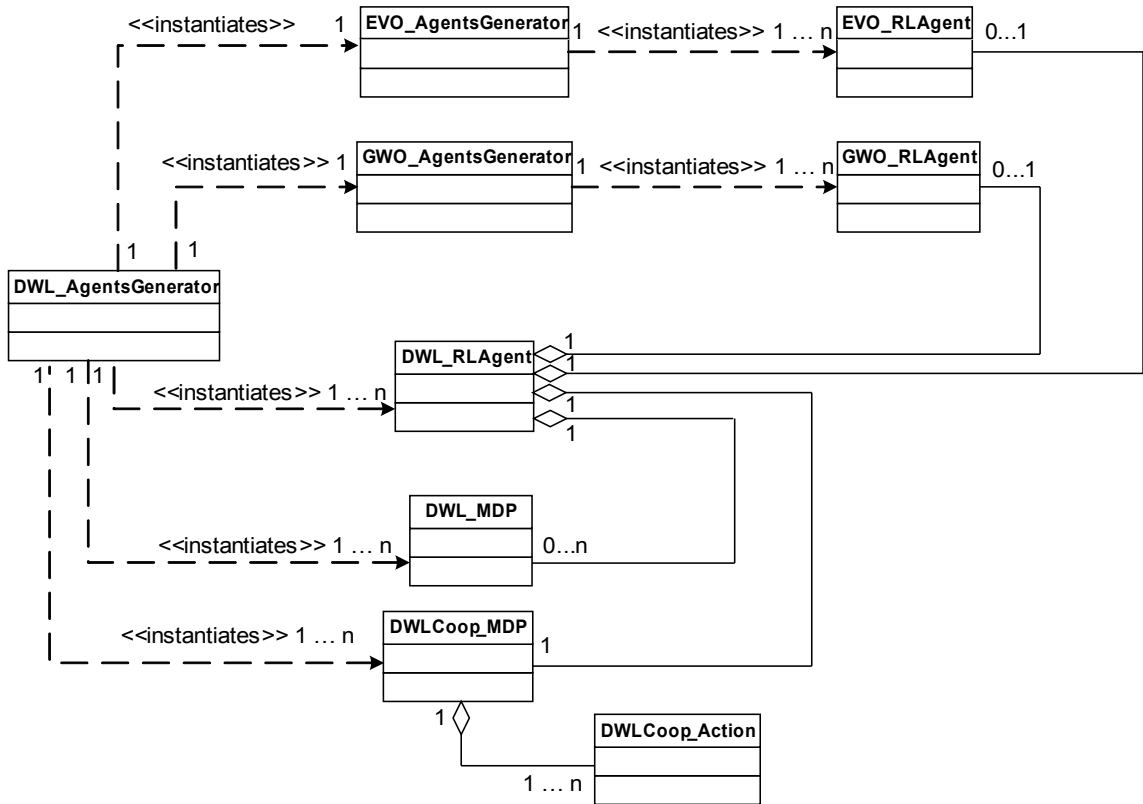 <<instantiates>> 1 EVO_AgentsGenerator 1 <<instantiates>> 1 … n EVO_RLAgent 0...1
<<instantiates>> 1 GWO_AgentsGenerator 1 <<instantiates>> 1 … n GWO_RLAgent 0...1
1 1
DWL_AgentsGenerator
1 1 1
<<instantiates>> 1 … n DWL_RLAgent 1
1
1
1
<<instantiates>> 1 … n DWL_MDP 0...n
<<instantiates>> 1 … n DWLCoop_MDP 1
1
1 … n DWLCoop_Action